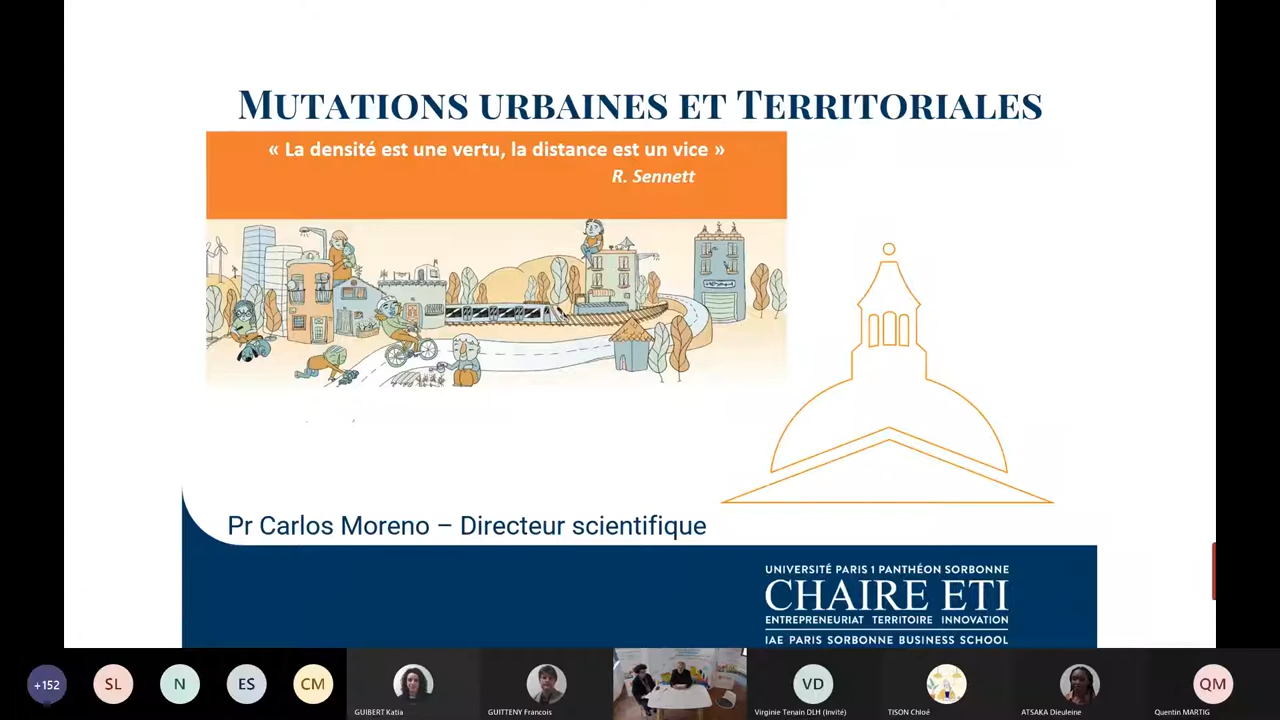 MUTATIONS URBAINES ET TERRITORIALES
« La densité est une vertu, la distance est un vice »
R. Sennett
Pr Carlos Moreno – Directeur scientifique
UNIVERSITÉ PARIS 1 PANTHÉON SORBONNE
CHAIRE ETI
ENTREPRENEURIAT TERRITOIRE INNOVATION
IAE PARIS SORBONNE BUSINESS SCHOOL
+152
SL
N
ES
CM
GUIBERT Katia
GUITTENY Francois
VD
Virginie Tenain DLH (Invité)
TISON Chloé
ATSAKA Dieuleine
QM
Quentin MARTIG